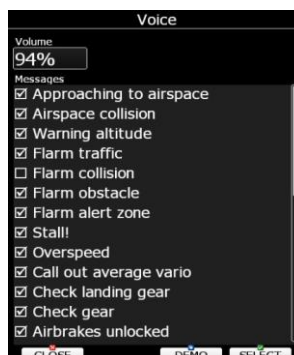 Voice
Volume
94%
Messages
☑ Approaching to airspace
☑ Airspace collision
☑ Warning altitude
☑ Flarm traffic
☐ Flarm collision
☑ Flarm obstacle
☑ Flarm alert zone
☑ Stall!
☑ Overspeed
☑ Call out average vario
☑ Check landing gear
☑ Check gear
☑ Airbrakes unlocked
CLOSE DEMO SELECT